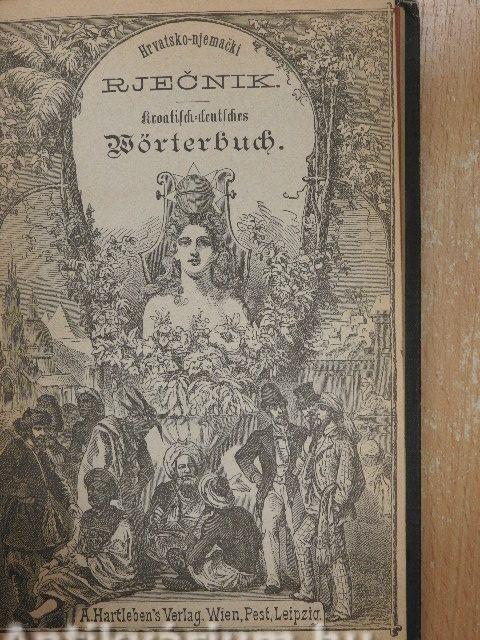 Hrvatsko-njemački
RJEČNIK.
Kroatisch-deutsches
Wörterbuch.
A. Hartleben's Verlag. Wien, Pest, Leipzig.